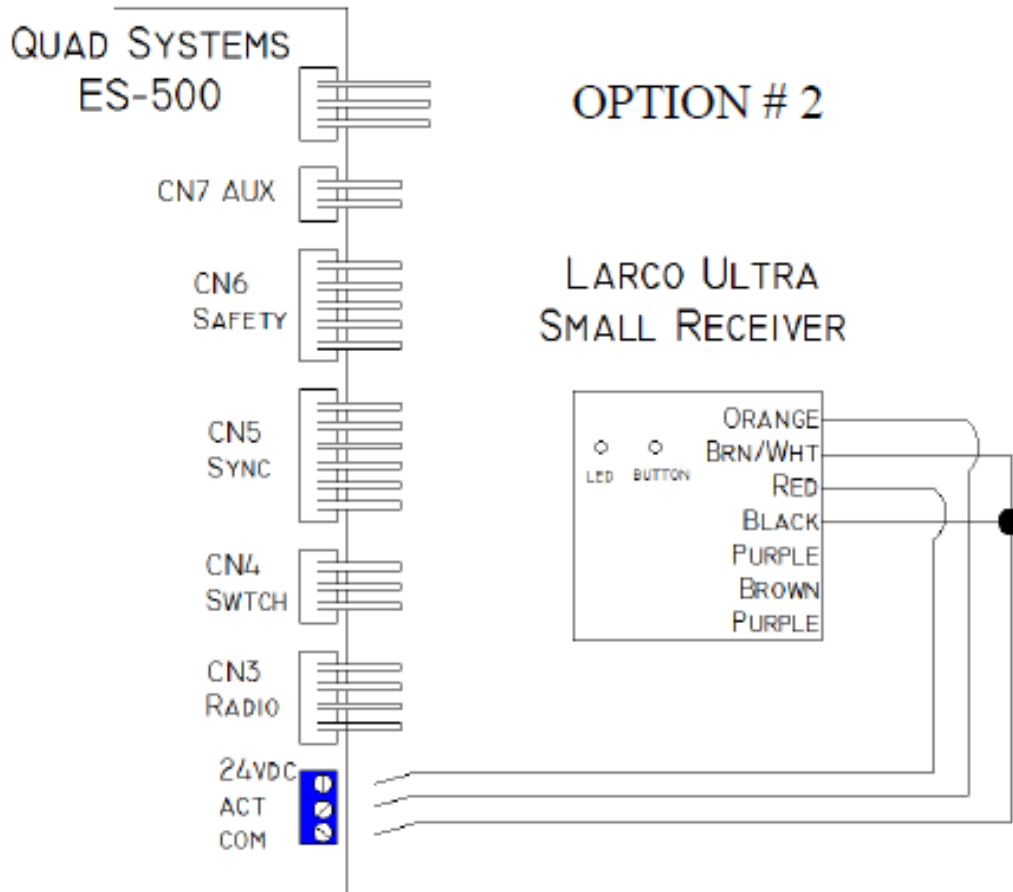 QUAD SYSTEMS
ES-500
OPTION # 2
CN7 AUX
CN6
SAFETY
LARCO ULTRA
SMALL RECEIVER
CN5
SYNC
LED
BUTTON
ORANGE
BRN/WHT
RED
BLACK
PURPLE
BROWN
PURPLE
CN4
SWTCH
CN3
RADIO
24VDC
ACT
COM